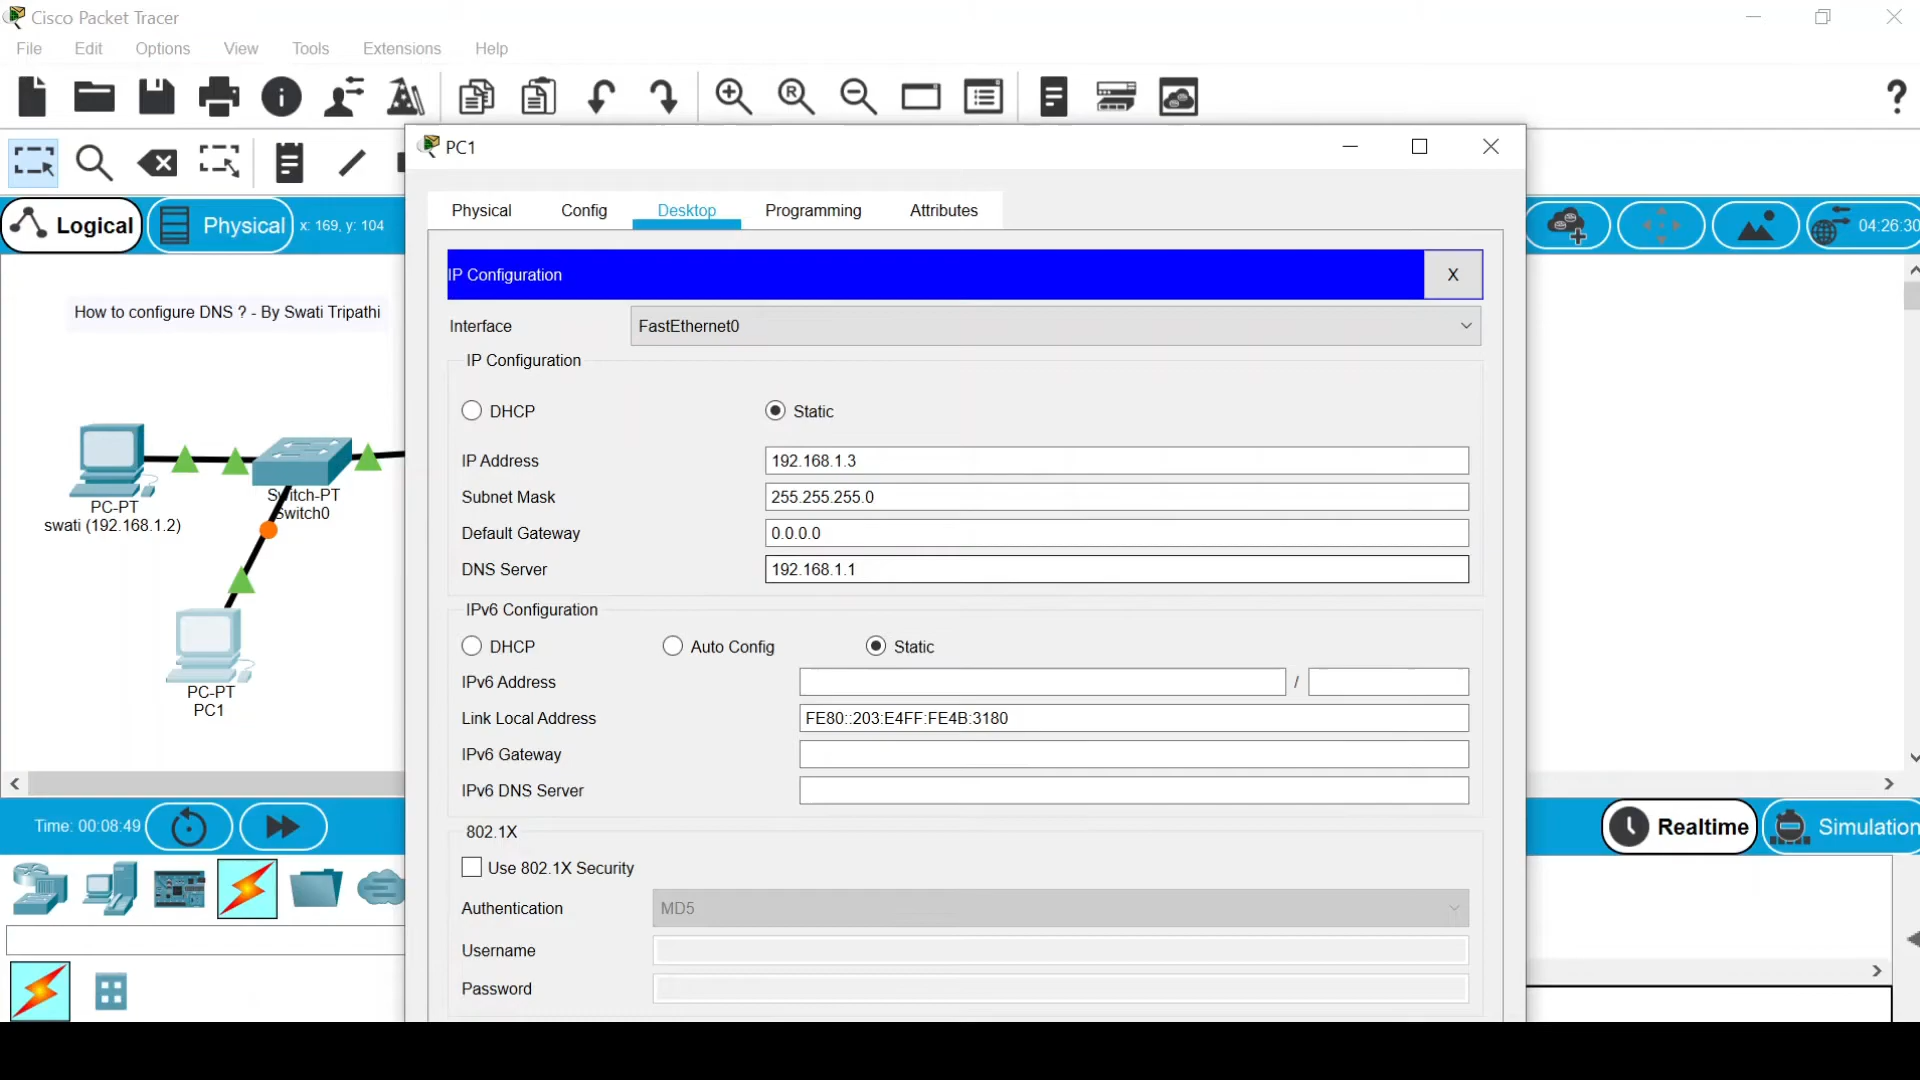 Cisco Packet Tracer
File Edit Options View Tools Extensions Help
R
?
PC1
Physical Config Desktop Programming Attributes
Logical Physical x: 169, y: 104
04:26:30
IP Configuration X
Interface FastEthernet0
IP Configuration
DHCP Static
IP Address 192.168.1.3
Subnet Mask 255.255.255.0
Default Gateway 0.0.0.0
DNS Server 192.168.1.1
IPv6 Configuration
DHCP Auto Config Static
IPv6 Address /
Link Local Address FE80::203:E4FF:FE4B:3180
IPv6 Gateway
IPv6 DNS Server
802.1X
Use 802.1X Security
Authentication MD5
Username
Password
How to configure DNS ? - By Swati Tripathi
PC-PT
swati (192.168.1.2)
Switch-PT
Switch0
PC-PT
PC1
Time: 00:08:49
Realtime Simulation